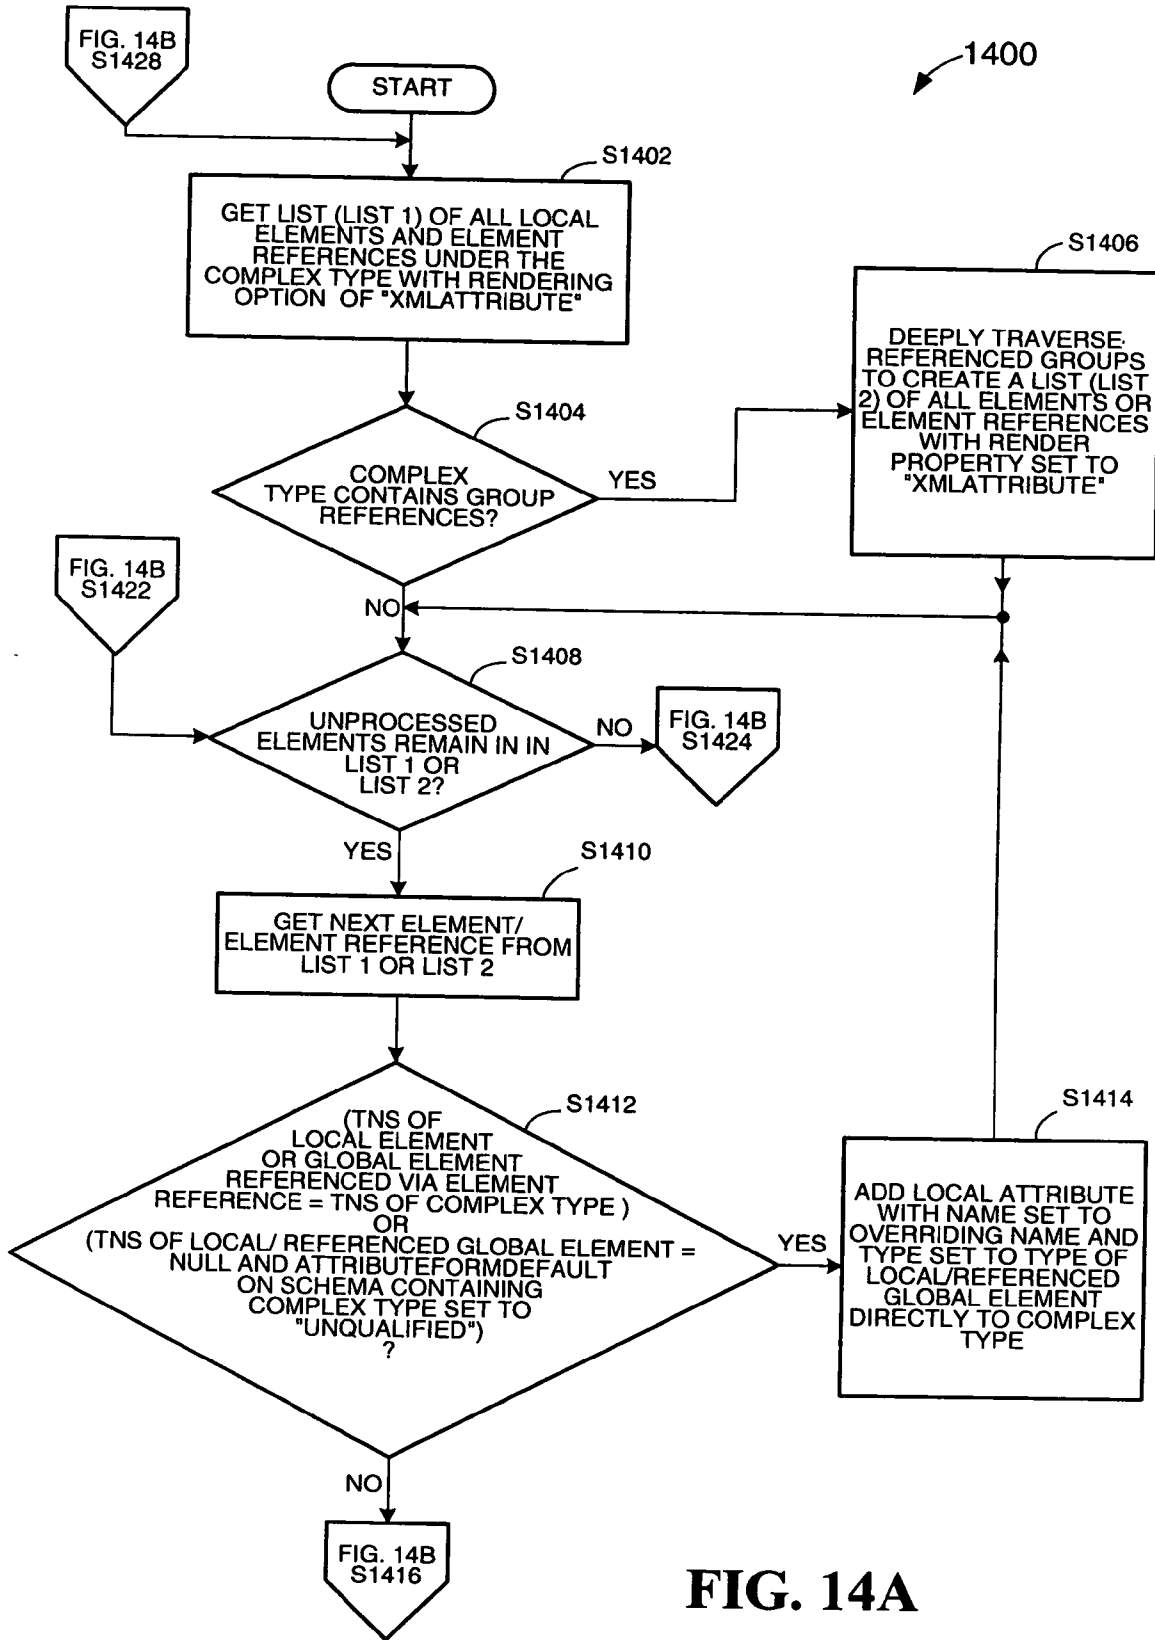 FIG. 14B
S1428
START
1400
S1402
GET LIST (LIST 1) OF ALL LOCAL
ELEMENTS AND ELEMENT
REFERENCES UNDER THE
COMPLEX TYPE WITH RENDERING
OPTION OF "XMLATTRIBUTE"
S1406
DEEPLY TRAVERSE
REFERENCED GROUPS
TO CREATE A LIST (LIST
2) OF ALL ELEMENTS OR
ELEMENT REFERENCES
WITH RENDER
PROPERTY SET TO
"XMLATTRIBUTE"
S1404
COMPLEX
TYPE CONTAINS GROUP
REFERENCES?
YES
NO
FIG. 14B
S1422
S1408
UNPROCESSED
ELEMENTS REMAIN IN IN
LIST 1 OR
LIST 2?
NO
FIG. 14B
S1424
YES
S1410
GET NEXT ELEMENT/
ELEMENT REFERENCE FROM
LIST 1 OR LIST 2
S1412
(TNS OF
LOCAL ELEMENT
OR GLOBAL ELEMENT
REFERENCED VIA ELEMENT
REFERENCE = TNS OF COMPLEX TYPE )
OR
(TNS OF LOCAL/ REFERENCED GLOBAL ELEMENT =
NULL AND ATTRIBUTEFORMDEFAULT
ON SCHEMA CONTAINING
COMPLEX TYPE SET TO
"UNQUALIFIED")
?
YES
S1414
ADD LOCAL ATTRIBUTE
WITH NAME SET TO
OVERRIDING NAME AND
TYPE SET TO TYPE OF
LOCAL/REFERENCED
GLOBAL ELEMENT
DIRECTLY TO COMPLEX
TYPE
NO
FIG. 14B
S1416
FIG. 14A